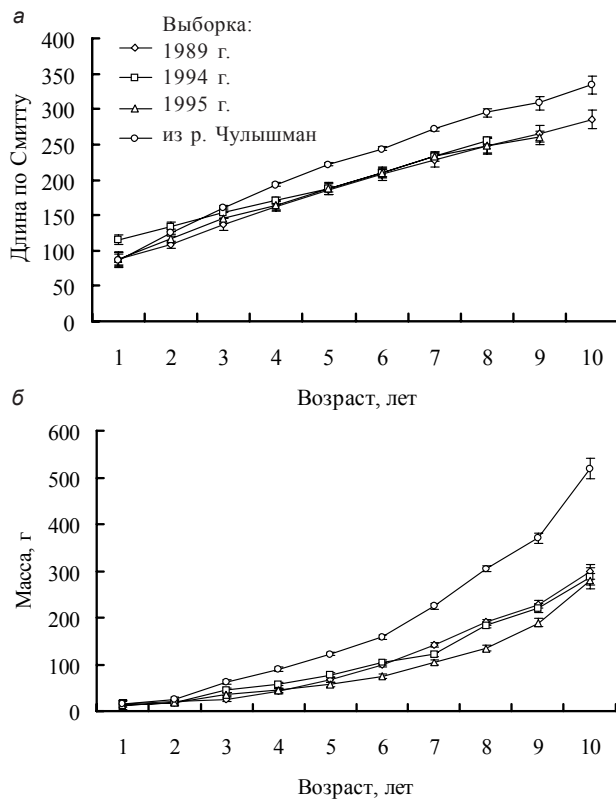 а
Выборка:
1989 г.
1994 г.
1995 г.
из р. Чулышман
Длина по Смитту
400
350
300
250
200
150
100
50
0
1 2 3 4 5 6 7 8 9 10
Возраст, лет
б
Масса, г
600
500
400
300
200
100
0
1 2 3 4 5 6 7 8 9 10
Возраст, лет